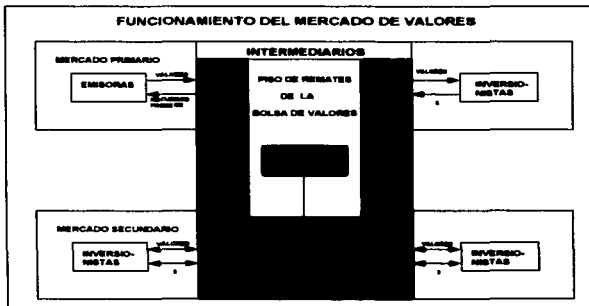 FUNCIONAMIENTO DEL MERCADO DE VALORES
INTERMEDIARIOS
MERCADO PRIMARIO
EMISORAS
VALORES
PISO DE REMATES
DE LA
BOLSA DE VALORES
VALORES
$
INVERSIO-
NISTAS
MERCADO SECUNDARIO
INVERSIO-
NISTAS
VALORES
$
VALORES
$
INVERSIO-
NISTAS